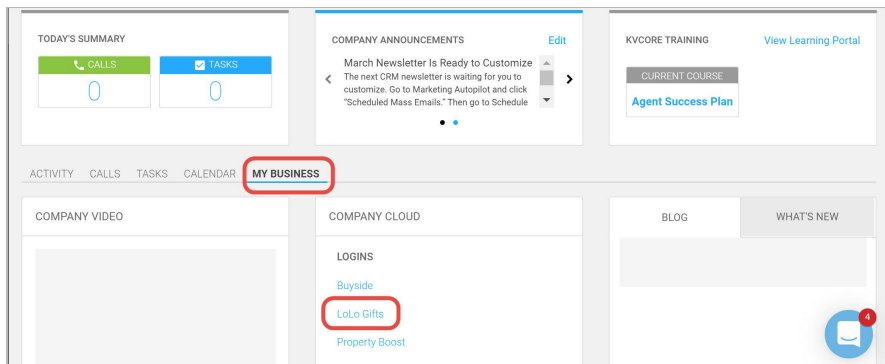 TODAY'S SUMMARY
CALLS
TASKS
0
0
COMPANY ANNOUNCEMENTS
Edit
March Newsletter Is Ready to Customize
The next CRM newsletter is waiting for you to
customize. Go to Marketing Autopilot and click
"Scheduled Mass Emails." Then go to Schedule
KVCORE TRAINING
View Learning Portal
CURRENT COURSE
Agent Success Plan
ACTIVITY CALLS TASKS CALENDAR MY BUSINESS
COMPANY VIDEO
COMPANY CLOUD
LOGINS
Buyside
LoLo Gifts
Property Boost
BLOG
WHAT'S NEW
4